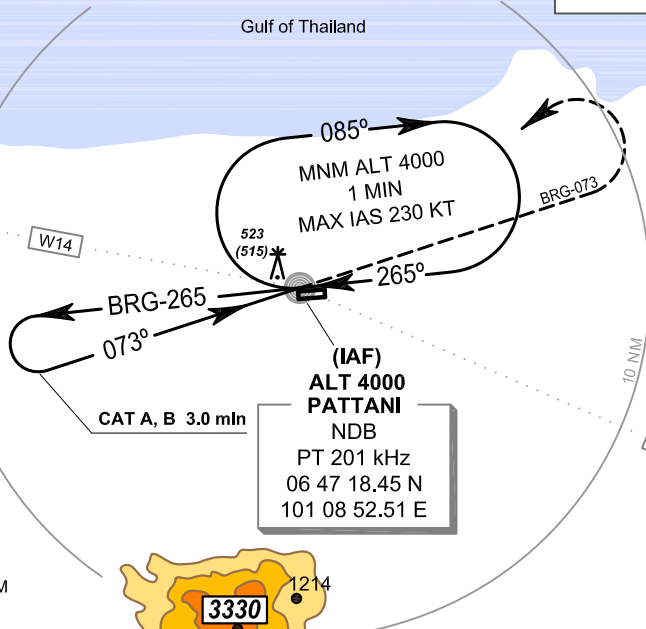 Gulf of Thailand
085º
MNM ALT 4000
1 MIN
MAX IAS 230 KT
BRG-073
W14
523
(515)
265º
BRG-265
073º
10 NM
(IAF)
ALT 4000
PATTANI
NDB
PT 201 kHz
06 47 18.45 N
101 08 52.51 E
CAT A, B 3.0 mln
1214
3330
M